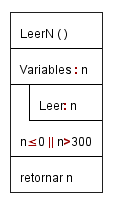 LeerN ( )
Variables : n
Leer: n
n≤0 || n>300
retornar n